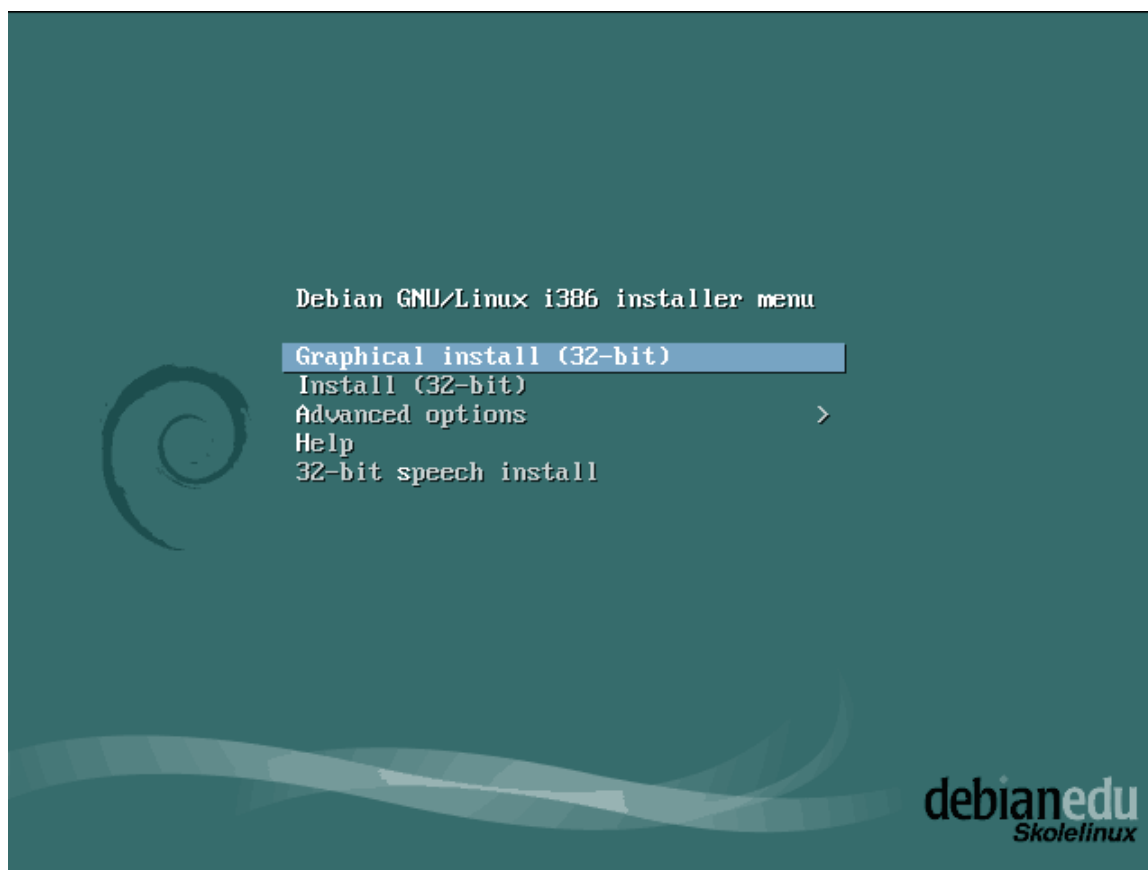 Debian GNU/Linux i386 installer menu
Graphical install (32-bit)
Install (32-bit)
Advanced options >
Help
32-bit speech install
debianedu
Skolelinux